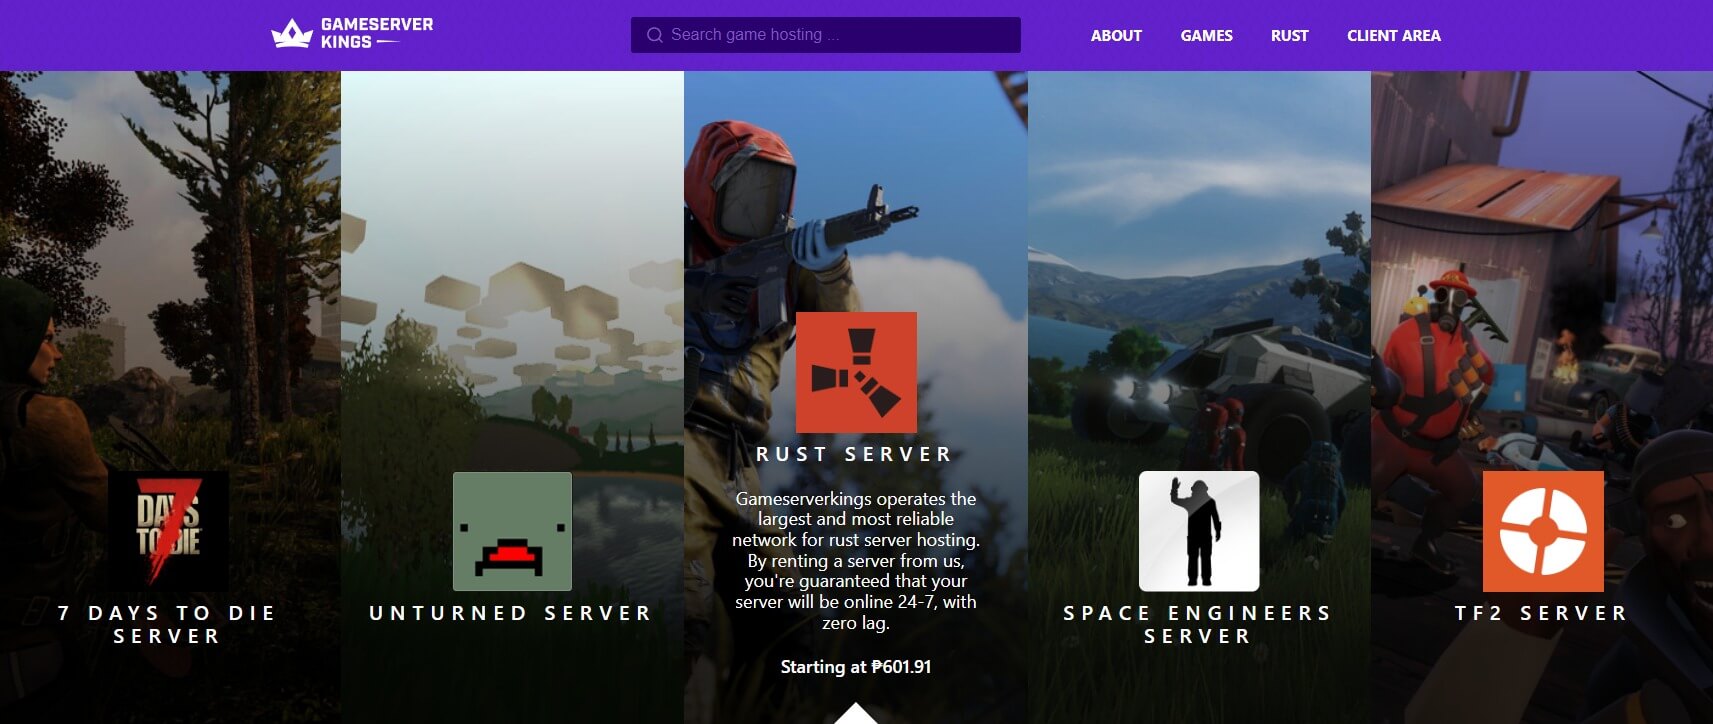 GAMESERVER
KINGS
Search game hosting ...
ABOUT
GAMES
RUST
CLIENT AREA
7 DAYS TO DIE
SERVER
DAYS
TO DIE
7
UNTURNED SERVER
RUST SERVER
Gameserverkings operates the
largest and most reliable
network for rust server hosting.
By renting a server from us,
you're guaranteed that your
server will be online 24-7, with
zero lag.
Starting at ₱601.91
SPACE ENGINEERS
SERVER
TF2 SERVER